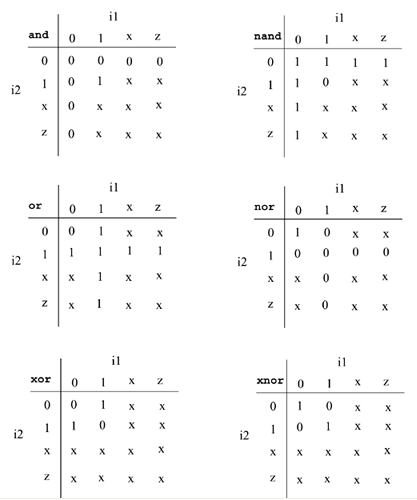 i1
and 0 1 x z
0 0 0 0 0
i2 1 0 1 x x
x 0 x x x
z 0 x x x
i1
nand 0 1 x z
0 1 1 1 1
i2 1 1 0 x x
x 1 x x x
z 1 x x x
i1
or 0 1 x z
0 0 1 x x
i2 1 1 1 1 1
x x 1 x x
z x 1 x x
i1
nor 0 1 x z
0 1 0 x x
i2 1 0 0 0 0
x x 0 x x
z x 0 x x
i1
xor 0 1 x z
0 0 1 x x
i2 1 1 0 x x
x x x x x
z x x x x
i1
xnor 0 1 x z
0 1 0 x x
i2 1 0 1 x x
x x x x x
z x x x x